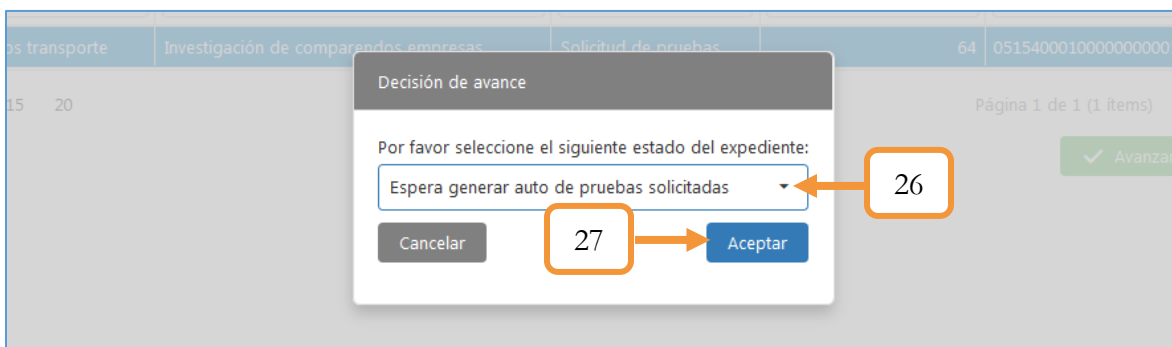 os transporte Investigación de comparendos empresas Solicitud de pruebas 64 0515400010000000000
Decisión de avance
15 20 Página 1 de 1 (1 ítems)
Por favor seleccione el siguiente estado del expediente:
Avanzar
Espera generar auto de pruebas solicitadas 26
Cancelar 27 Aceptar